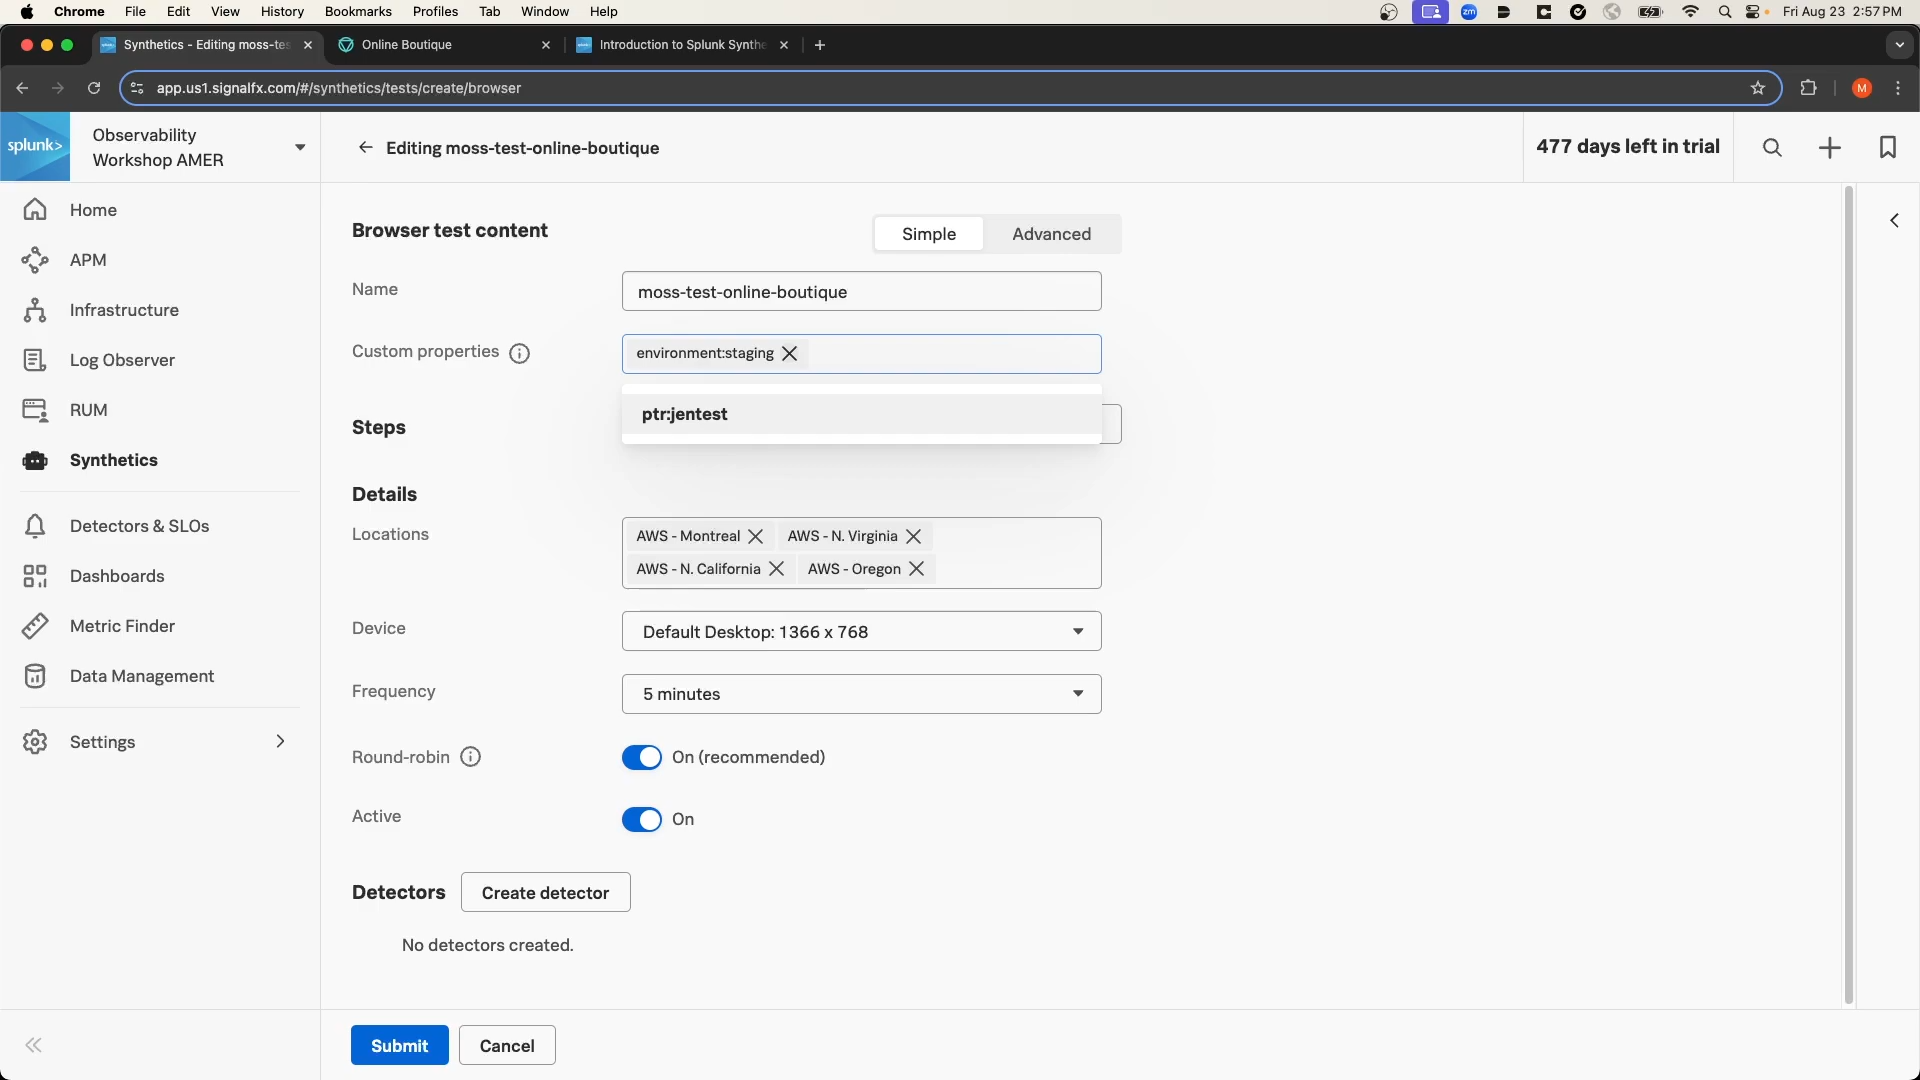 Chrome File Edit View History Bookmarks Profiles Tab Window Help
zm
Fri Aug 23 2:57 PM
Synthetics - Editing moss-tes
Online Boutique
Introduction to Splunk Synthe
app.us1.signalfx.com/#/synthetics/tests/create/browser
M
splunk>
Observability
Workshop AMER
Editing moss-test-online-boutique
477 days left in trial
Home
APM
Infrastructure
Log Observer
RUM
Synthetics
Detectors & SLOs
Dashboards
Metric Finder
Data Management
Settings
Browser test content
Simple
Advanced
Name
moss-test-online-boutique
Custom properties
environment:staging
ptr:jentest
Steps
Details
Locations
AWS - Montreal
AWS - N. Virginia
AWS - N. California
AWS - Oregon
Device
Default Desktop: 1366 x 768
Frequency
5 minutes
Round-robin
On (recommended)
Active
On
Detectors
Create detector
No detectors created.
Submit
Cancel